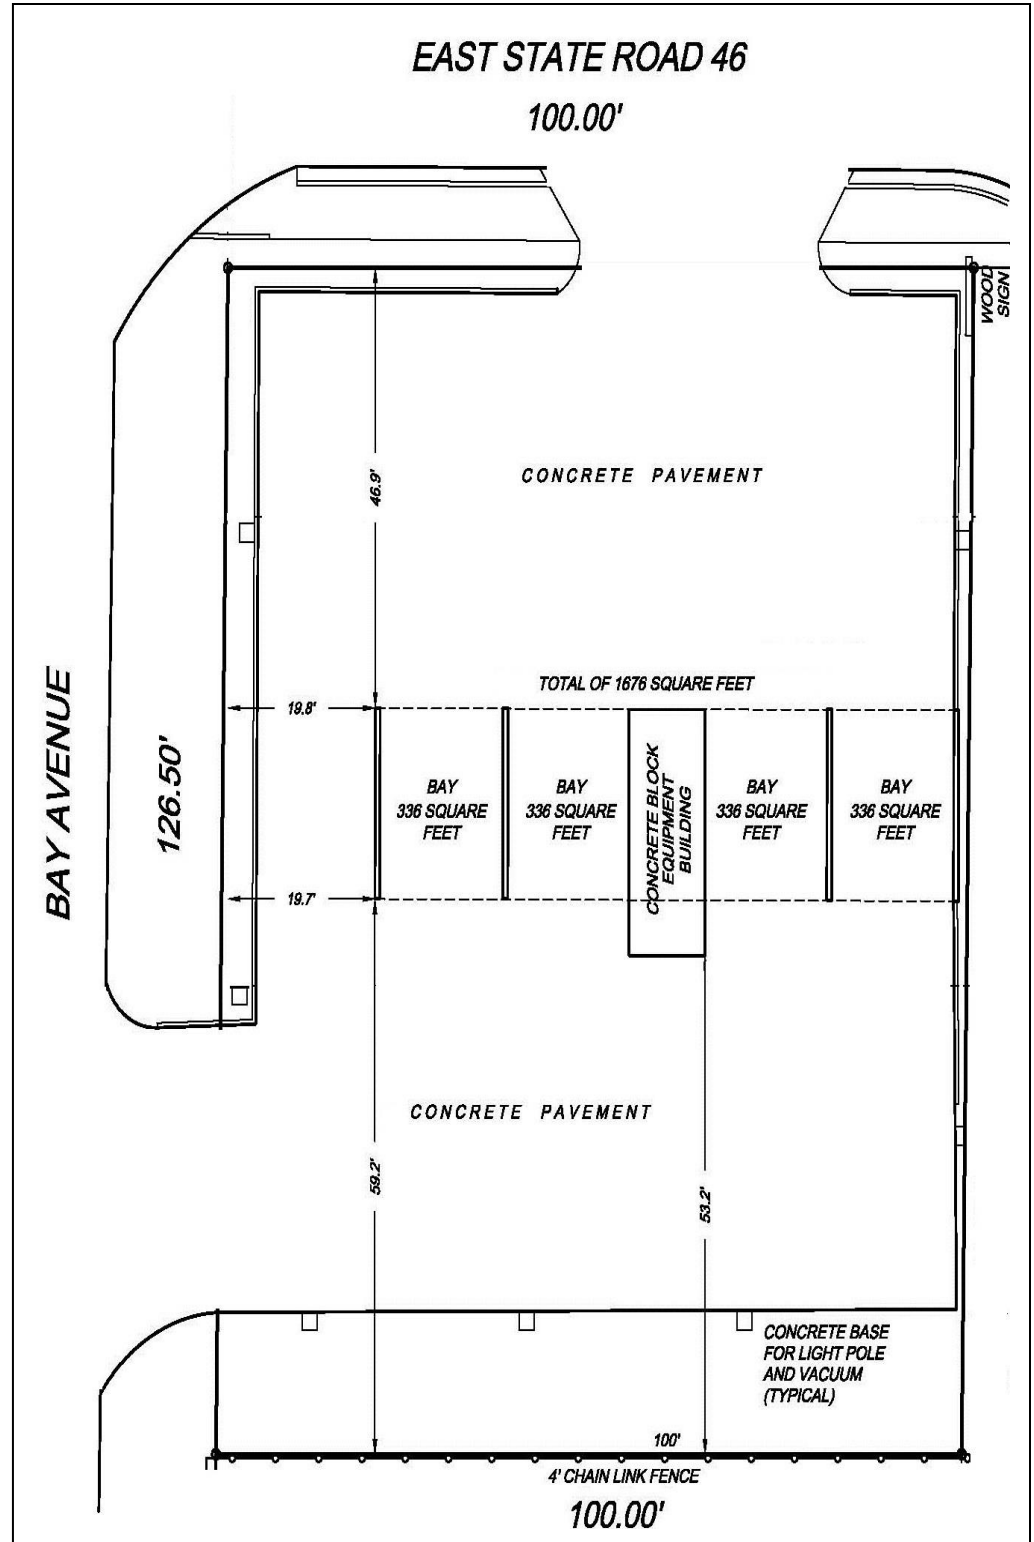 EAST STATE ROAD 46
100.00'
WOOD
SIGN
46.9'
CONCRETE PAVEMENT
TOTAL OF 1676 SQUARE FEET
19.8'
BAY AVENUE
126.50'
BAY
336 SQUARE
FEET
BAY
336 SQUARE
FEET
CONCRETE BLOCK
EQUIPMENT
BUILDING
BAY
336 SQUARE
FEET
BAY
336 SQUARE
FEET
19.7'
CONCRETE PAVEMENT
59.2'
53.2'
CONCRETE BASE
FOR LIGHT POLE
AND VACUUM
(TYPICAL)
100'
4' CHAIN LINK FENCE
100.00'